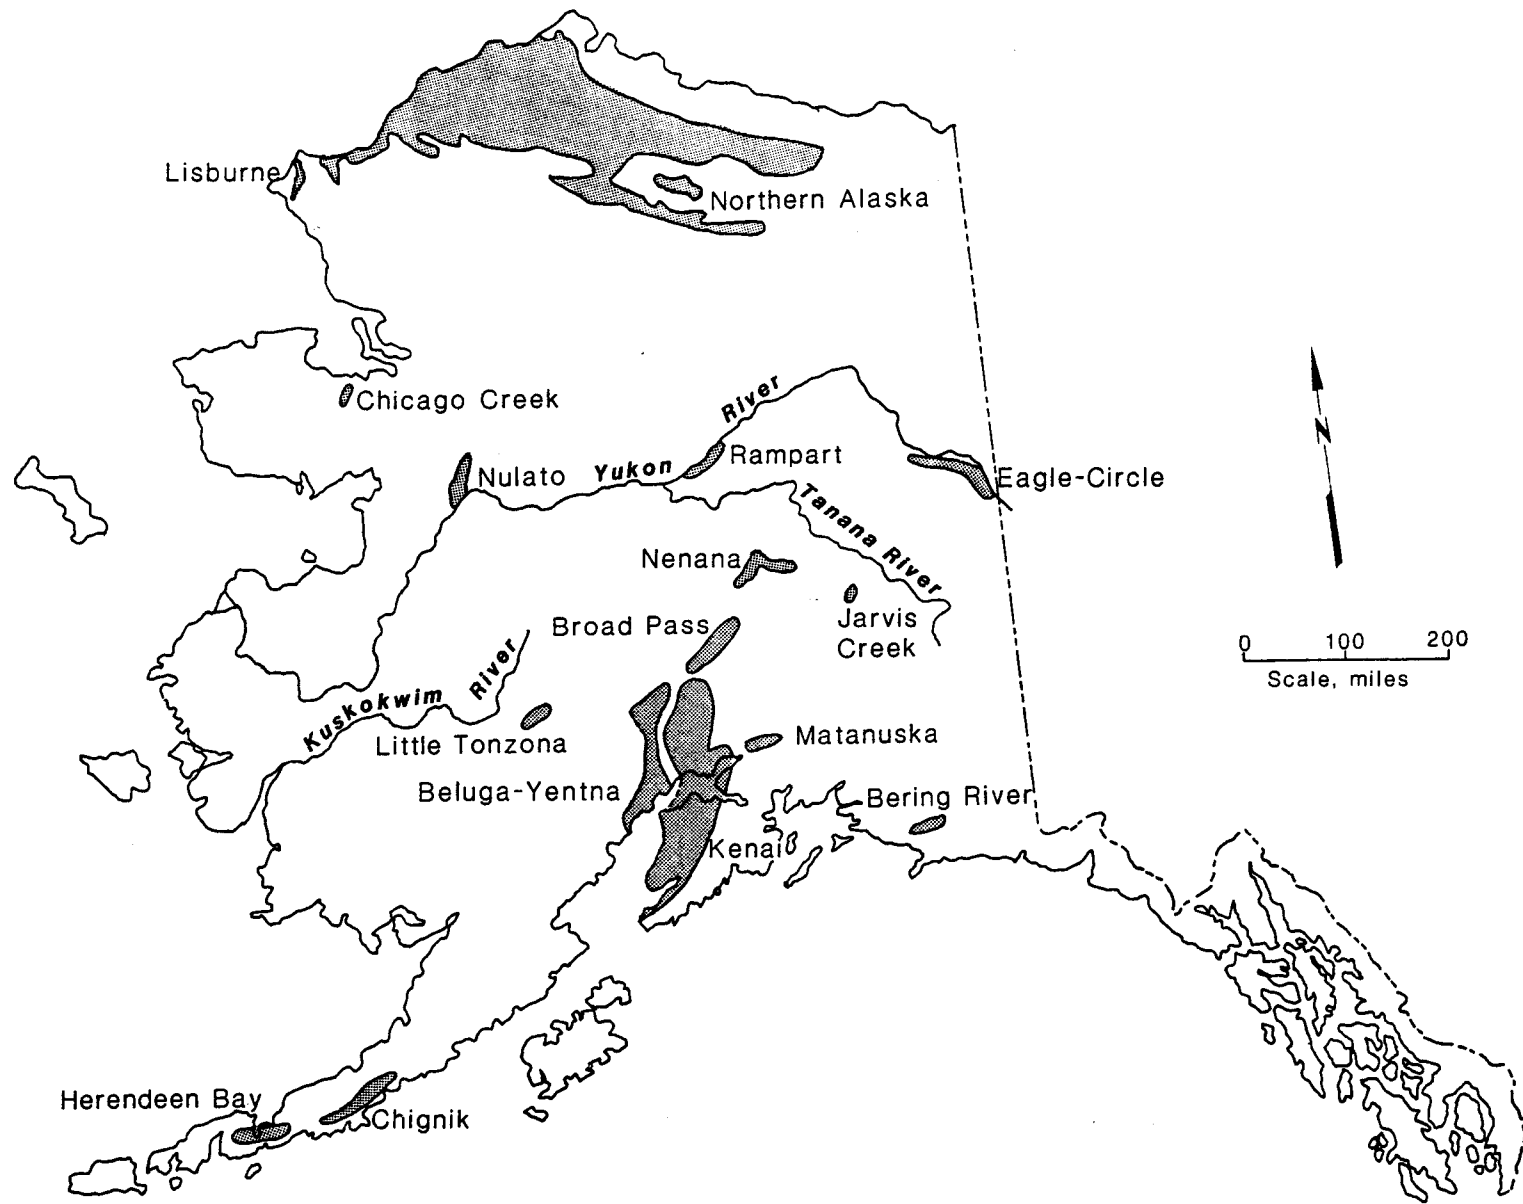 Lisburne
Northern Alaska
Chicago Creek
River
Rampart
Nulato
Yukon
Eagle-Circle
Tanana River
Nenana
Jarvis
Creek
Broad Pass
River
Kuskokwim
Little Tonzona
Matanuska
Beluga-Yentna
Bering River
Kenai
Herendeen Bay
Chignik
N
0 100 200
Scale, miles